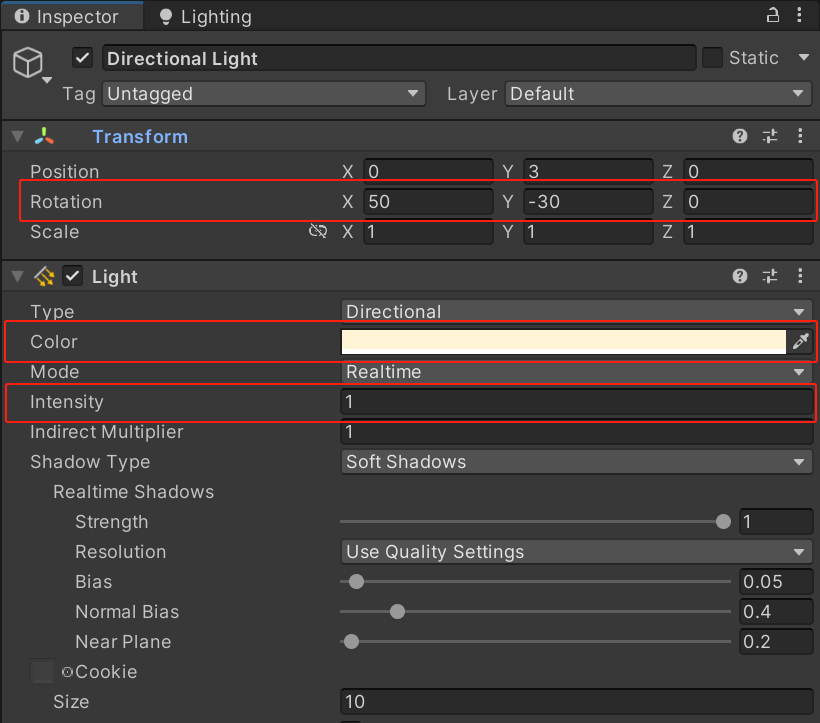 Inspector Lighting
Directional Light Static
Tag Untagged Layer Default
Transform
Position X 0 Y 3 Z 0
Rotation X 50 Y -30 Z 0
Scale X 1 Y 1 Z 1
Light
Type Directional
Color
Mode Realtime
Intensity 1
Indirect Multiplier 1
Shadow Type Soft Shadows
Realtime Shadows
Strength 1
Resolution Use Quality Settings
Bias 0.05
Normal Bias 0.4
Near Plane 0.2
Cookie
Size 10